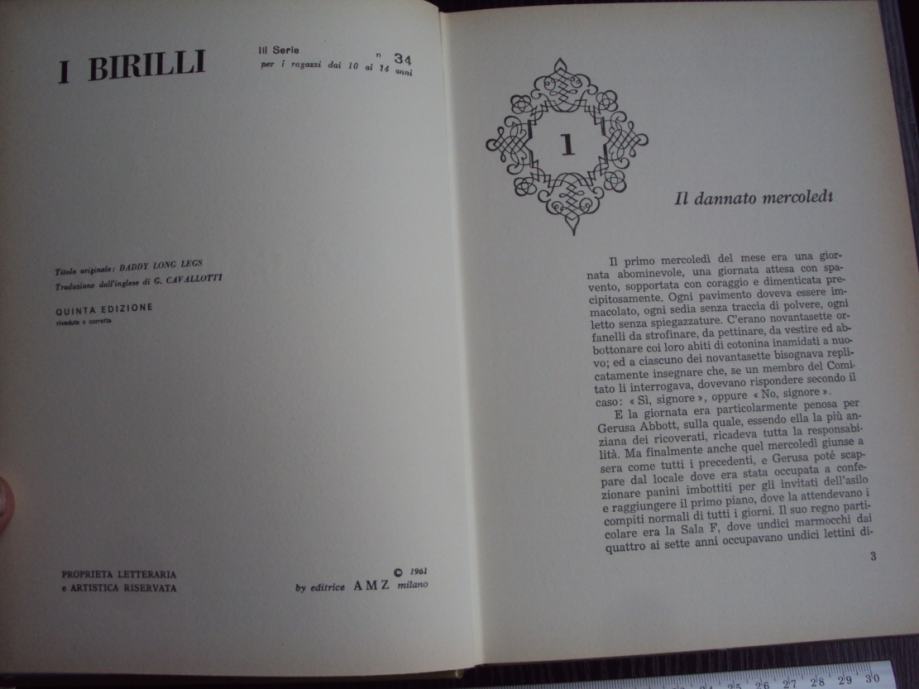 I BIRILLI
III Serie n 34
per i ragazzi dai 10 ai 14 anni
Titolo originale: DADDY LONG LEGS
Traduzione dall'inglese di G. CAVALLOTTI
QUINTA EDIZIONE
riveduta e corretta
PROPRIETA LETTERARIA
e ARTISTICA RISERVATA
© 1961
by editrice AMZ milano
1
Il dannato mercoledì
Il primo mercoledì del mese era una gior-
nata abominevole, una giornata attesa con spa-
vento, sopportata con coraggio e dimenticata pre-
cipitosamente. Ogni pavimento doveva essere im-
macolato, ogni sedia senza traccia di polvere, ogni
letto senza spiegazzature. C'erano novantasette or-
fanelli da strofinare, da pettinare, da vestire ed ab-
bottonare coi loro abiti di cotonina inamidati a nuo-
vo; ed a ciascuno dei novantasette bisognava repli-
catamente insegnare che, se un membro del Comi-
tato li interrogava, dovevano rispondere secondo il
caso: « Sì, signore », oppure « No, signore ».
E la giornata era particolarmente penosa per
Gerusa Abbott, sulla quale, essendo ella la più an-
ziana dei ricoverati, ricadeva tutta la responsabi-
lità. Ma finalmente anche quel mercoledì giunse a
sera come tutti i precedenti, e Gerusa poté scap-
pare dal locale dove era stata occupata a confe-
zionare panini imbottiti per gli invitati dell'asilo
e raggiungere il primo piano, dove la attendevano i
compiti normali di tutti i giorni. Il suo regno parti-
colare era la Sala F, dove undici marmocchi dai
quattro ai sette anni occupavano undici lettini di-
3
25 26 27 28 29 30